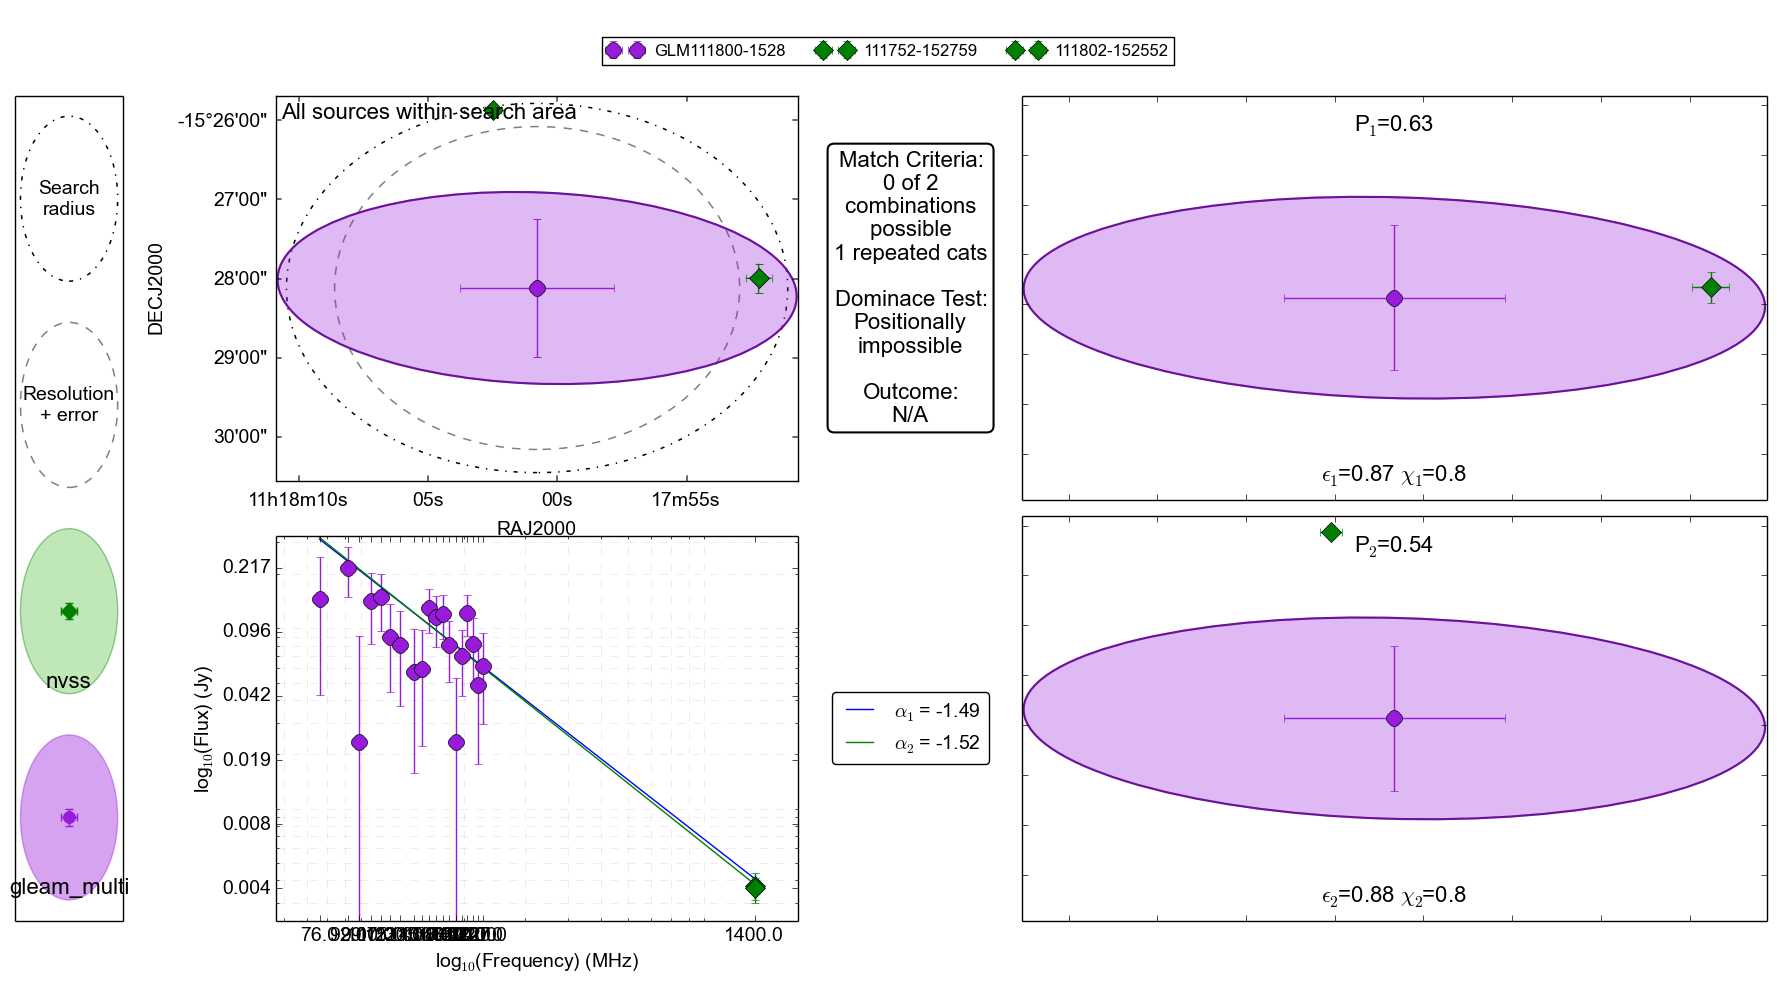 GLM111800-1528 111752-152759 111802-152552
Search
radius
Resolution
+ error
nvss
gleam_multi
All sources within search area
DECJ2000
-15°26'00"
27'00"
28'00"
29'00"
30'00"
11h18m10s 05s 00s 17m55s
RAJ2000
Match Criteria:
0 of 2
combinations
possible
1 repeated cats
Dominace Test:
Positionally
impossible
Outcome:
N/A
P1=0.63
ϵ1=0.87 χ1=0.8
log10(Flux) (Jy)
0.217
0.096
0.042
0.019
0.008
0.004
76.0 1400.0
log10(Frequency) (MHz)
α1 = -1.49
α2 = -1.52
P2=0.54
ϵ2=0.88 χ2=0.8